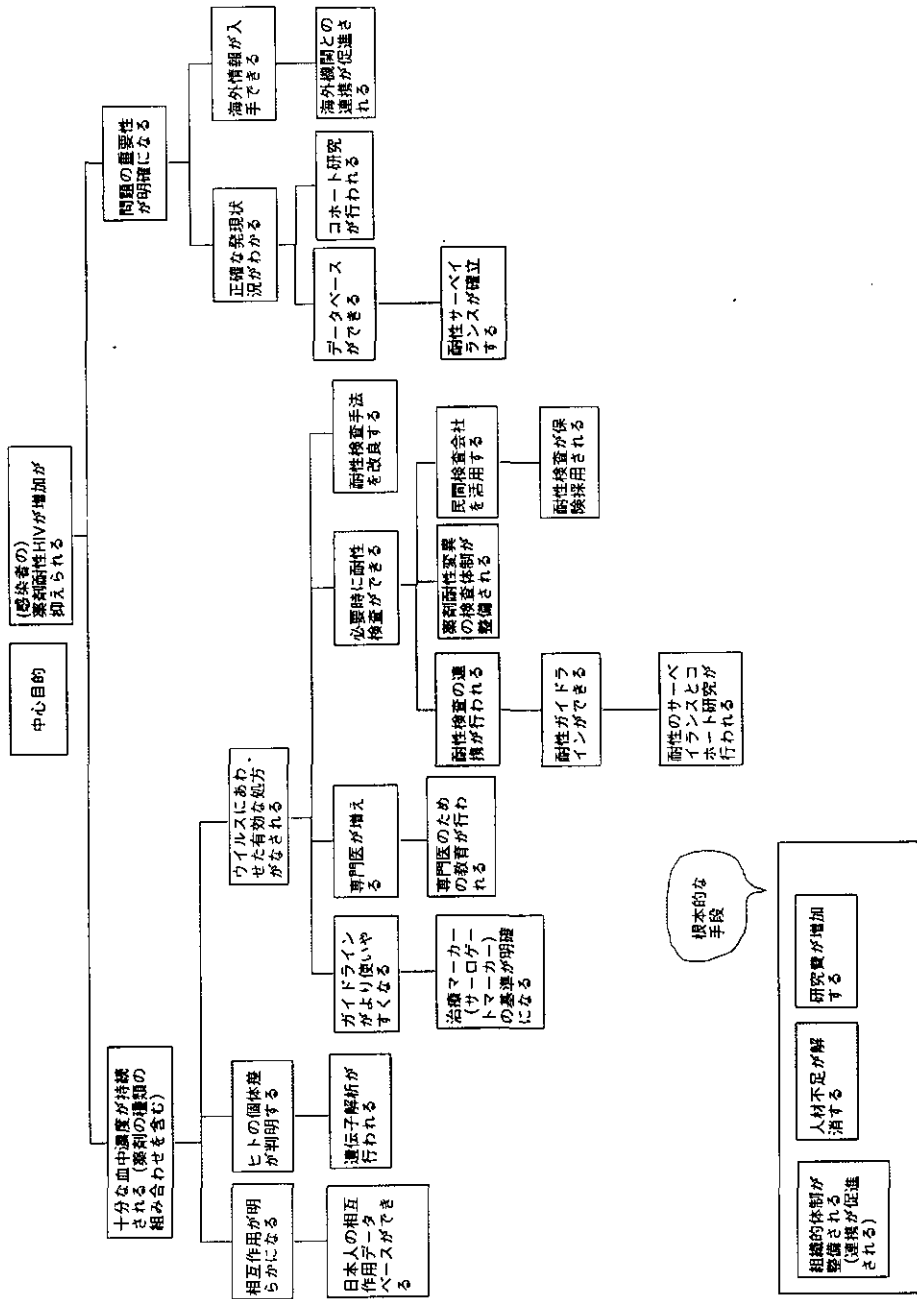 中心目的
(感染者の)
薬剤耐性HIVが増加が
抑えられる
十分な血中濃度が持続
される（薬剤の種類の
組み合わせを含む）
問題の重要性
が明確になる
相互作用が明
らかになる
ヒトの個体差
が判明する
ウイルスにあわ
せた有効な処方
がなされる
正確な発現状
況がわかる
海外情報が入
手できる
日本人の相互
作用データ
ベースができ
る
遺伝子解析が
行われる
ガイドライン
がより使いや
すくなる
専門医が増え
る
必要時に耐性
検査ができる
耐性検査手法
を改良する
データベース
ができる
コホート研究
が行われる
海外機関との
連携が促進さ
れる
治療マーカー
(サーロゲー
トマーカー)
の基準が明確
になる
専門医のため
の教育が行わ
れる
耐性検査の連
携が行われる
薬剤耐性変異
の検査体制が
整備される
民間検査会社
を活用する
耐性サーベイ
ランスが確立
する
耐性ガイドラ
インができる
耐性検査が保
険採用される
耐性のサーベ
イランスとコ
ホート研究が
行われる
根本的な
手段
組織的体制が
整備される
(連携が促進
される)
人材不足が解
消する
研究費が増加
する